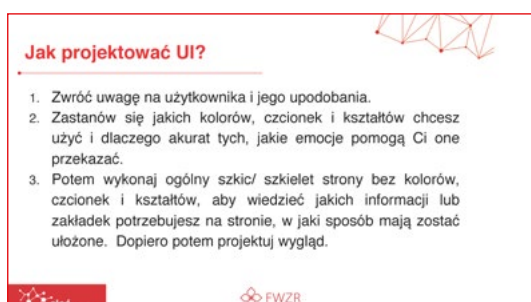 Jak projektować UI?
1. Zwróć uwagę na użytkownika i jego upodobania.
2. Zastanów się jakich kolorów, czcionek i kształtów chcesz
użyć i dlaczego akurat tych, jakie emocje pomogą Ci one
przekazać.
3. Potem wykonaj ogólny szkic/ szkielet strony bez kolorów,
czcionek i kształtów, aby wiedzieć jakich informacji lub
zakładek potrzebujesz na stronie, w jaki sposób mają zostać
ułożone. Dopiero potem projektuj wygląd.
FWZR